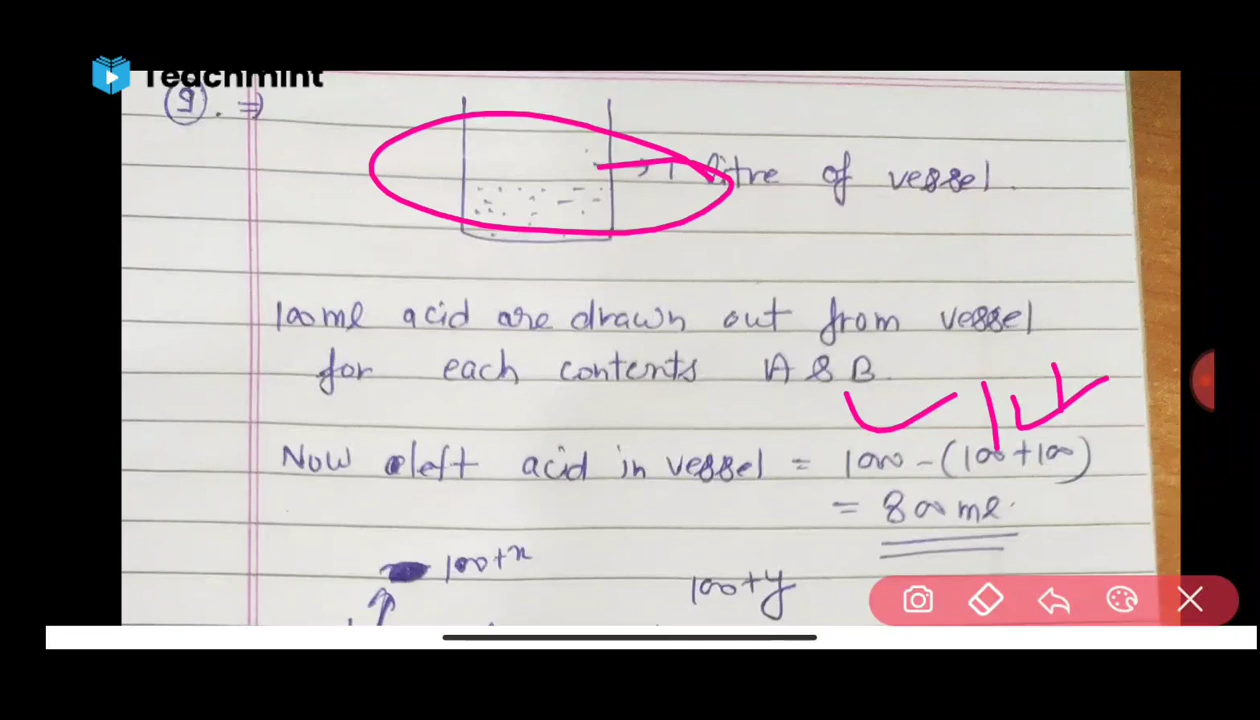 Teachmint
9. ⇒
→ 1 litre of vessel.
100ml acid are drawn out from vessel
for each contents A & B.
Now left acid in vessel = 1000 - (100+100)
= 800 ml.
100+x
100+y